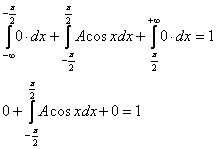 ∫_{-∞}^{-π/2} 0 · dx + ∫_{-π/2}^{π/2} A cos x dx + ∫_{π/2}^{+∞} 0 · dx = 1
0 + ∫_{-π/2}^{π/2} A cos x dx + 0 = 1